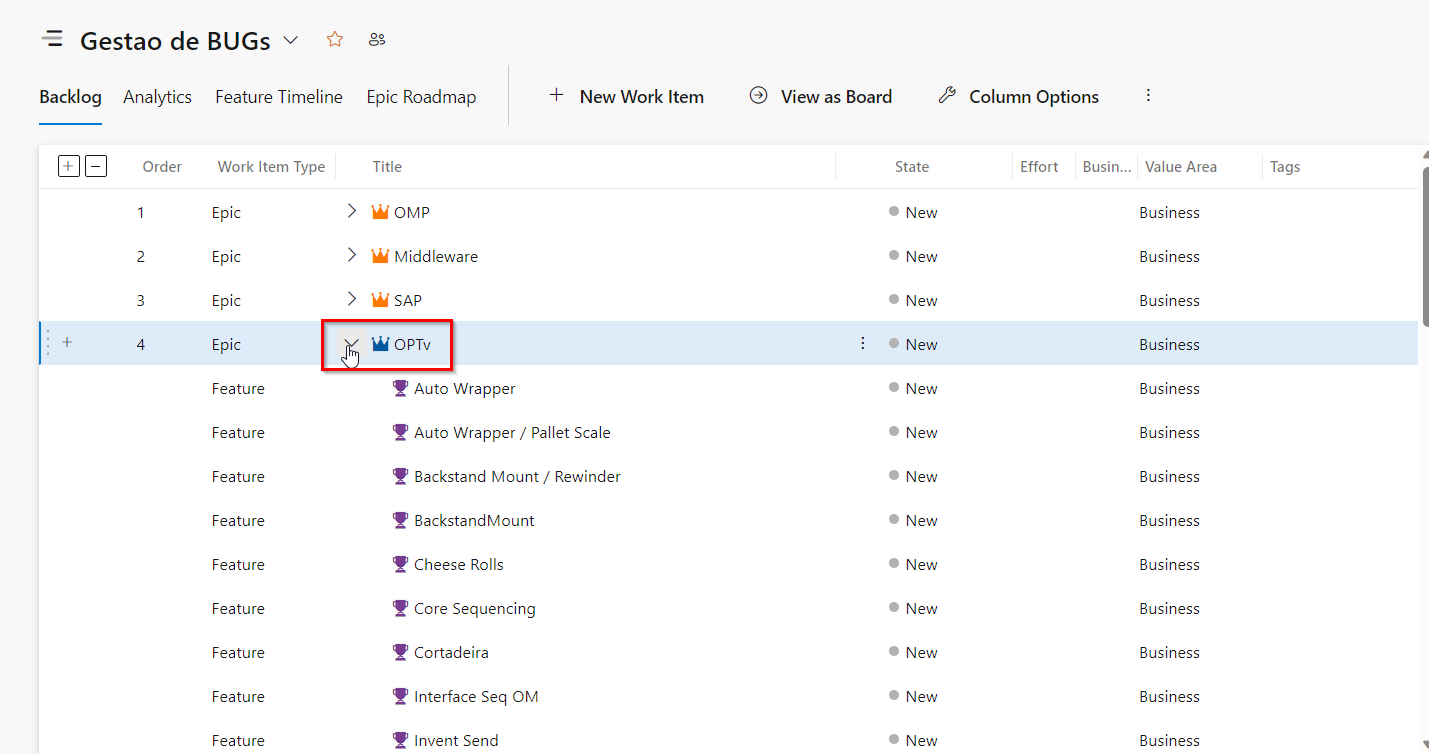 Gestao de BUGs
Backlog Analytics Feature Timeline Epic Roadmap New Work Item View as Board Column Options
Order Work Item Type Title State Effort Busin... Value Area Tags
1 Epic OMP New Business
2 Epic Middleware New Business
3 Epic SAP New Business
4 Epic OPTv New Business
Feature Auto Wrapper New Business
Feature Auto Wrapper / Pallet Scale New Business
Feature Backstand Mount / Rewinder New Business
Feature BackstandMount New Business
Feature Cheese Rolls New Business
Feature Core Sequencing New Business
Feature Cortadeira New Business
Feature Interface Seq OM New Business
Feature Invent Send New Business